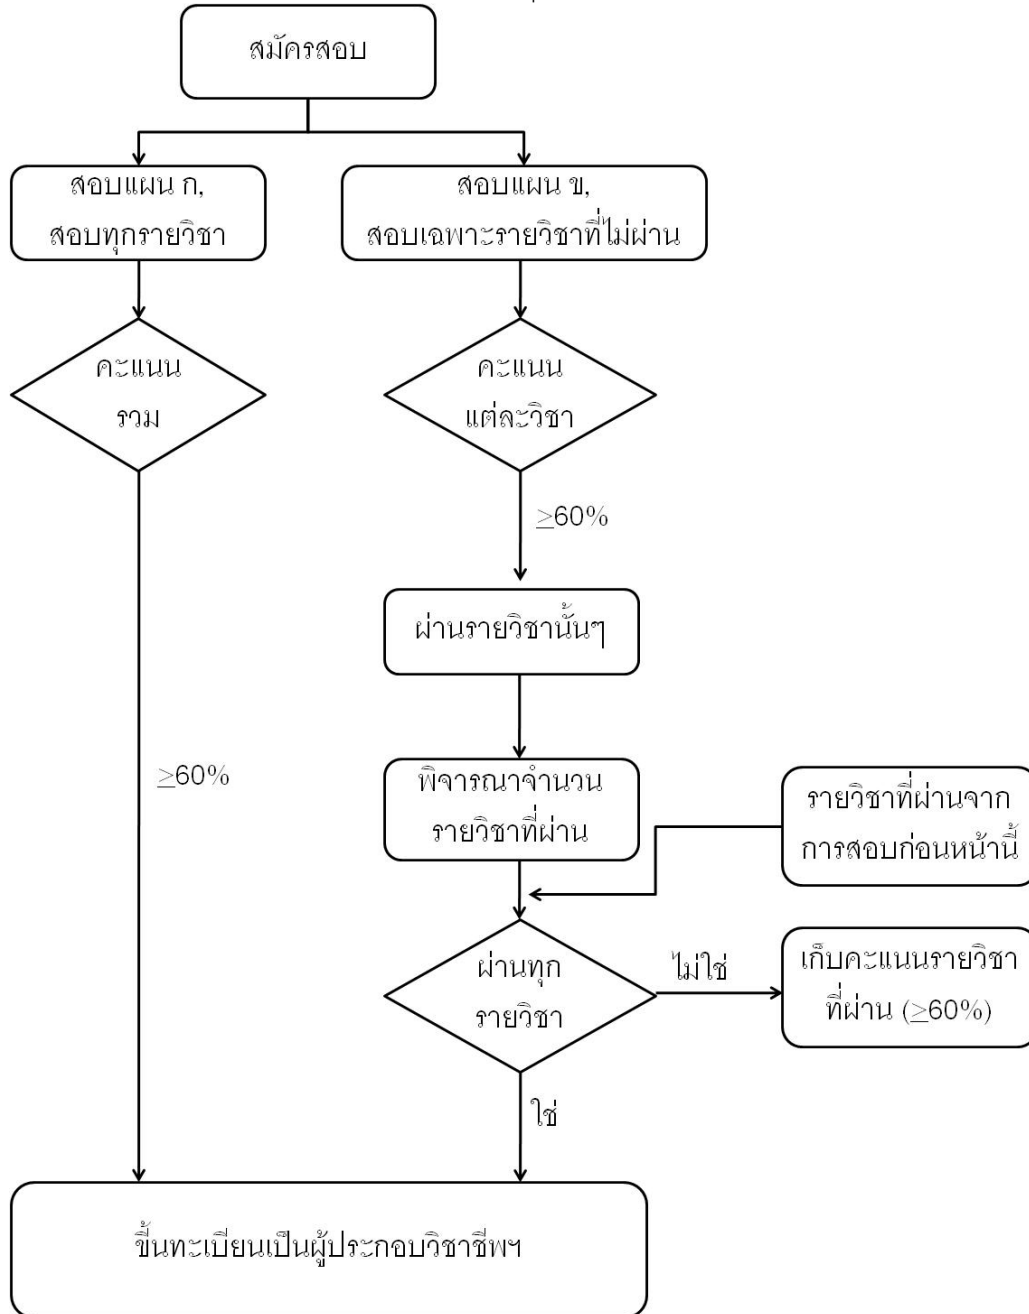 สมัครสอบ
สอบแผน ก,
สอบทุกรายวิชา
สอบแผน ข,
สอบเฉพาะรายวิชาที่ไม่ผ่าน
คะแนน
รวม
คะแนน
แต่ละวิชา
≥60%
ผ่านรายวิชานั้นๆ
≥60%
พิจารณาจำนวน
รายวิชาที่ผ่าน
รายวิชาที่ผ่านจาก
การสอบก่อนหน้านี้
ผ่านทุก
รายวิชา
ไม่ใช่
เก็บคะแนนรายวิชา
ที่ผ่าน (≥60%)
ใช่
ขึ้นทะเบียนเป็นผู้ประกอบวิชาชีพฯ